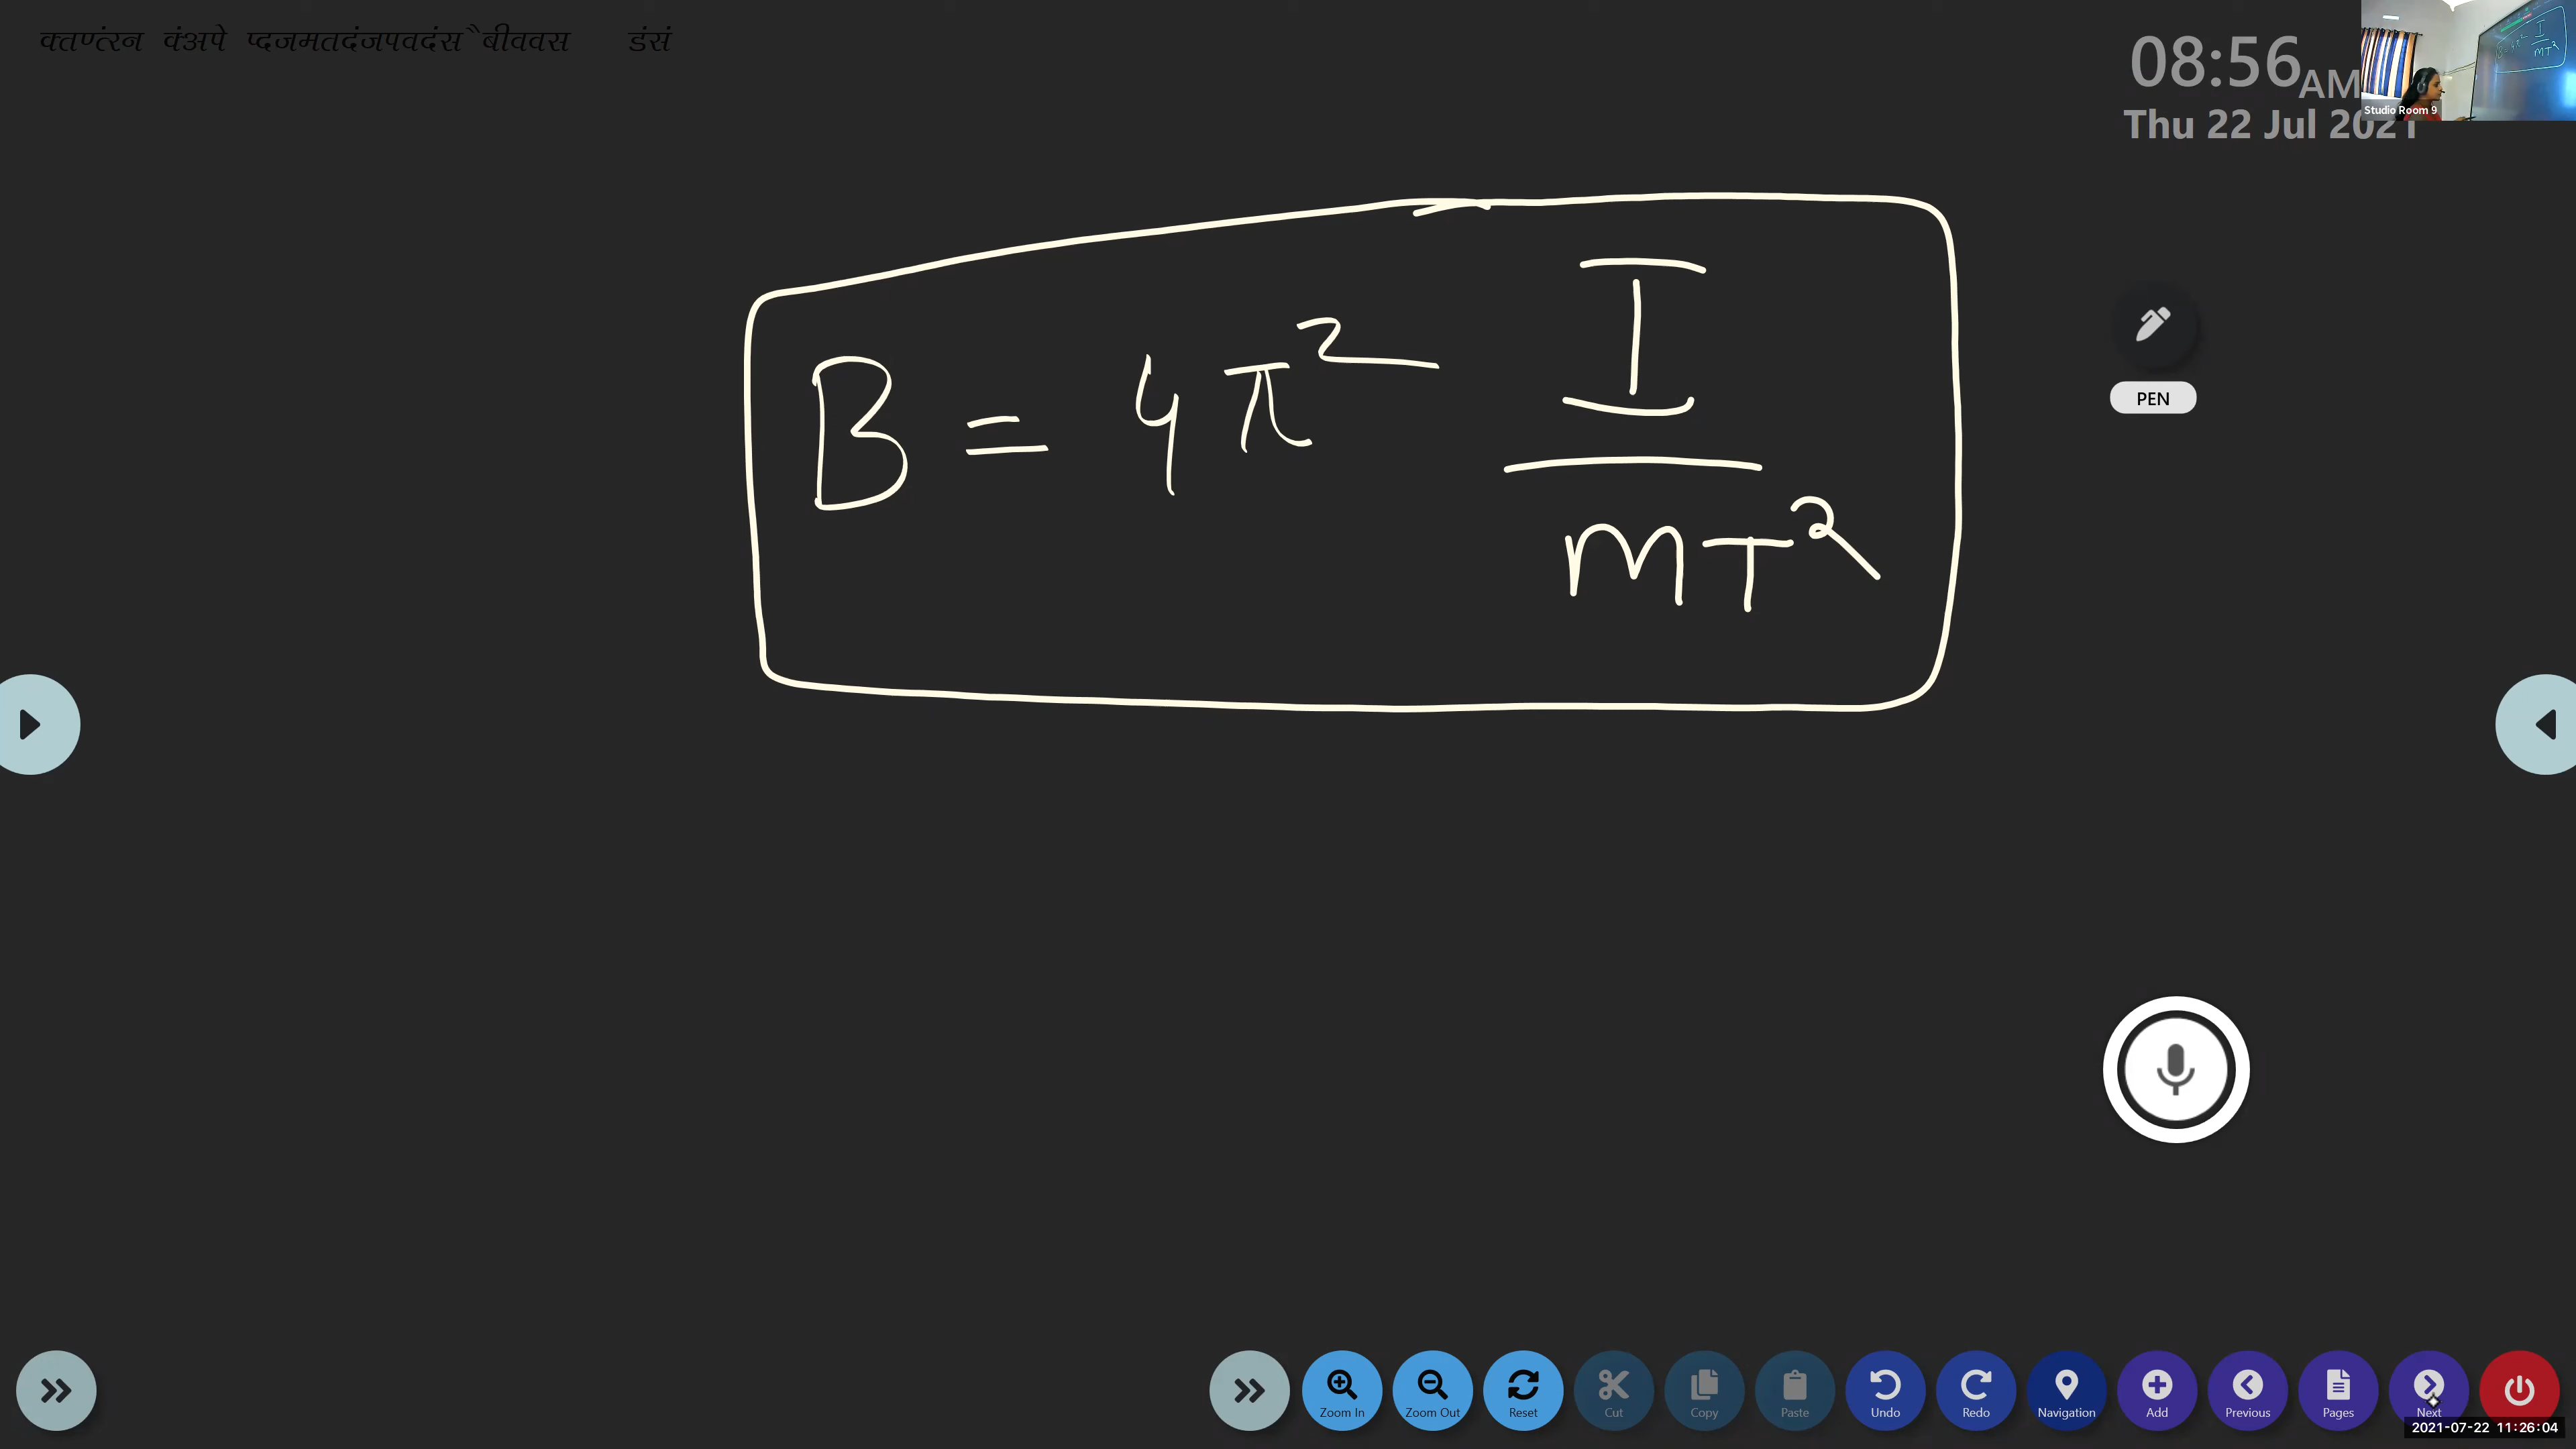 क्तण्त्ंरन वंअपे प्दजमतदंजपवदंस ैबीववस डंसं
08:56 AM
Thu 22 Jul 2021
Studio Room 9
B = 4π² I / mT²
PEN
Zoom In Zoom Out Reset Cut Copy Paste Undo Redo Navigation Add Previous Pages Next
2021-07-22 11:26:04